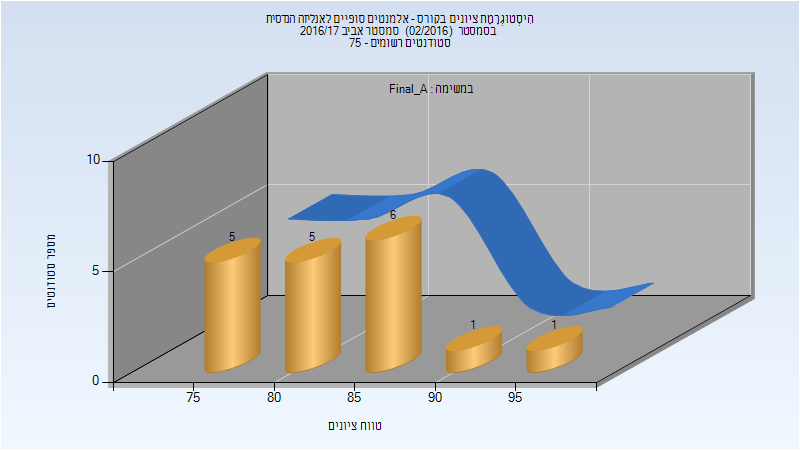 היסטוגרמת ציונים בקורס - אלמנטים סופיים לאנליזה הנדסית
בסמסטר (02/2016) סמסטר אביב 2016/17
סטודנטים רשומים - 75
במשימה : Final_A
10
5
0
מספר סטודנטים
5
5
6
1
1
75
80
85
90
95
טווח ציונים